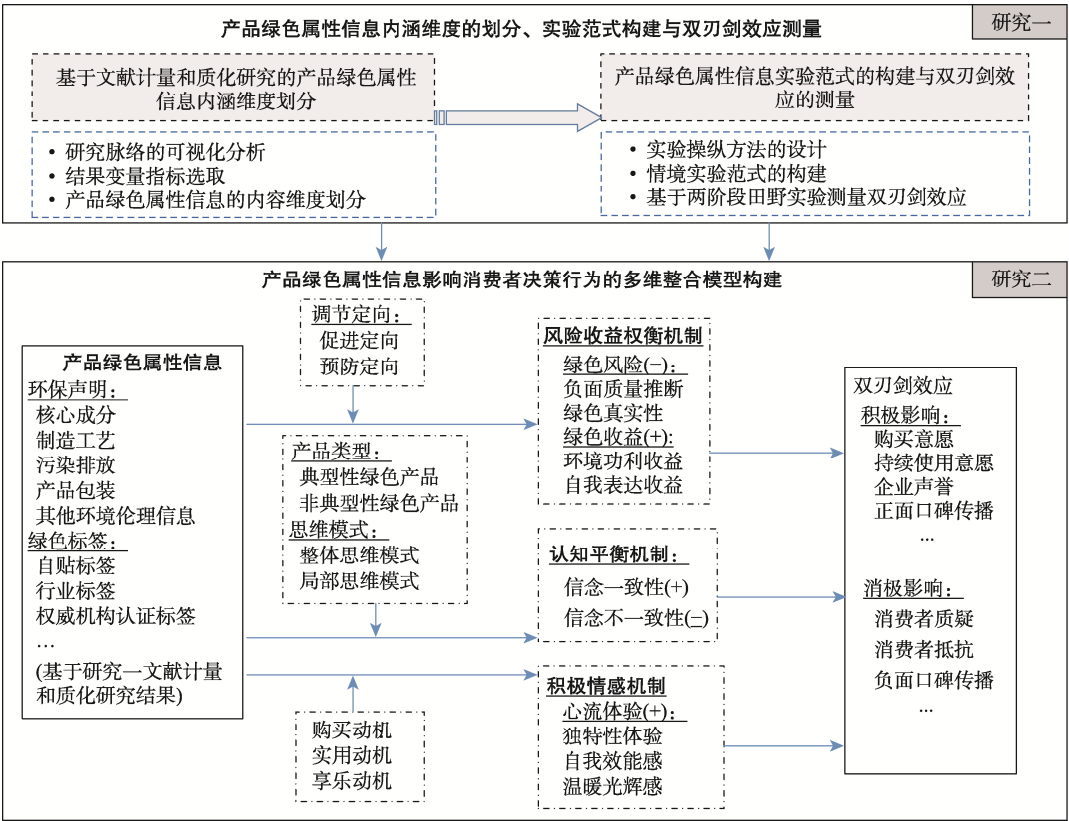 产品绿色属性信息内涵维度的划分、实验范式构建与双刃剑效应测量
研究一
基于文献计量和质化研究的产品绿色属性
信息内涵维度划分
• 研究脉络的可视化分析
• 结果变量指标选取
• 产品绿色属性信息的内容维度划分
产品绿色属性信息实验范式的构建与双刃剑效
应的测量
• 实验操纵方法的设计
• 情境实验范式的构建
• 基于两阶段田野实验测量双刃剑效应
产品绿色属性信息影响消费者决策行为的多维整合模型构建
研究二
产品绿色属性信息
环保声明：
核心成分
制造工艺
污染排放
产品包装
其他环境伦理信息
绿色标签：
自贴标签
行业标签
权威机构认证标签
...
(基于研究一文献计量
和质化研究结果)
调节定向：
促进定向
预防定向
产品类型：
典型性绿色产品
非典型性绿色产品
思维模式：
整体思维模式
局部思维模式
购买动机
实用动机
享乐动机
风险收益权衡机制
绿色风险(−)：
负面质量推断
绿色真实性
绿色收益(+):
环境功利收益
自我表达收益
认知平衡机制：
信念一致性(+)
信念不一致性(−)
积极情感机制
心流体验(+)：
独特性体验
自我效能感
温暖光辉感
双刃剑效应
积极影响：
购买意愿
持续使用意愿
企业声誉
正面口碑传播
...
消极影响：
消费者质疑
消费者抵抗
负面口碑传播
...